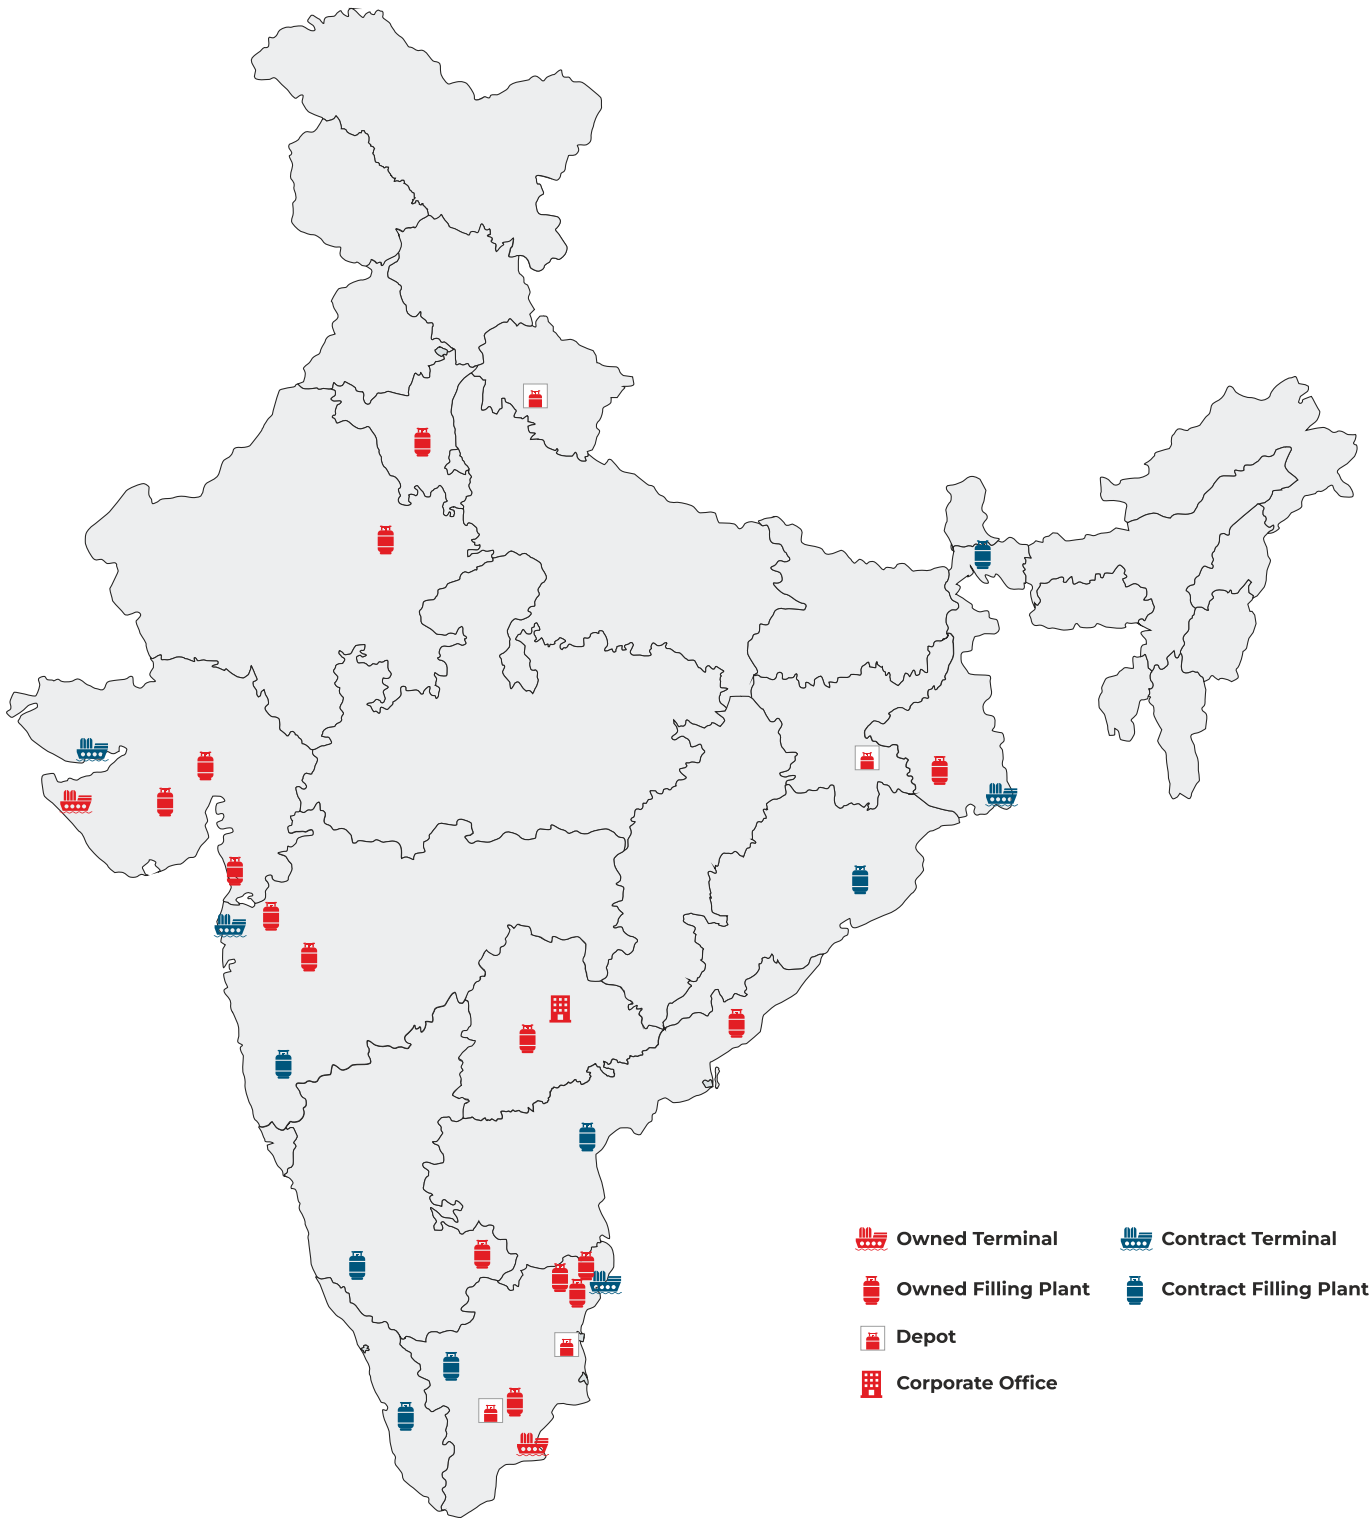 Owned Terminal
Contract Terminal
Owned Filling Plant
Contract Filling Plant
Depot
Corporate Office